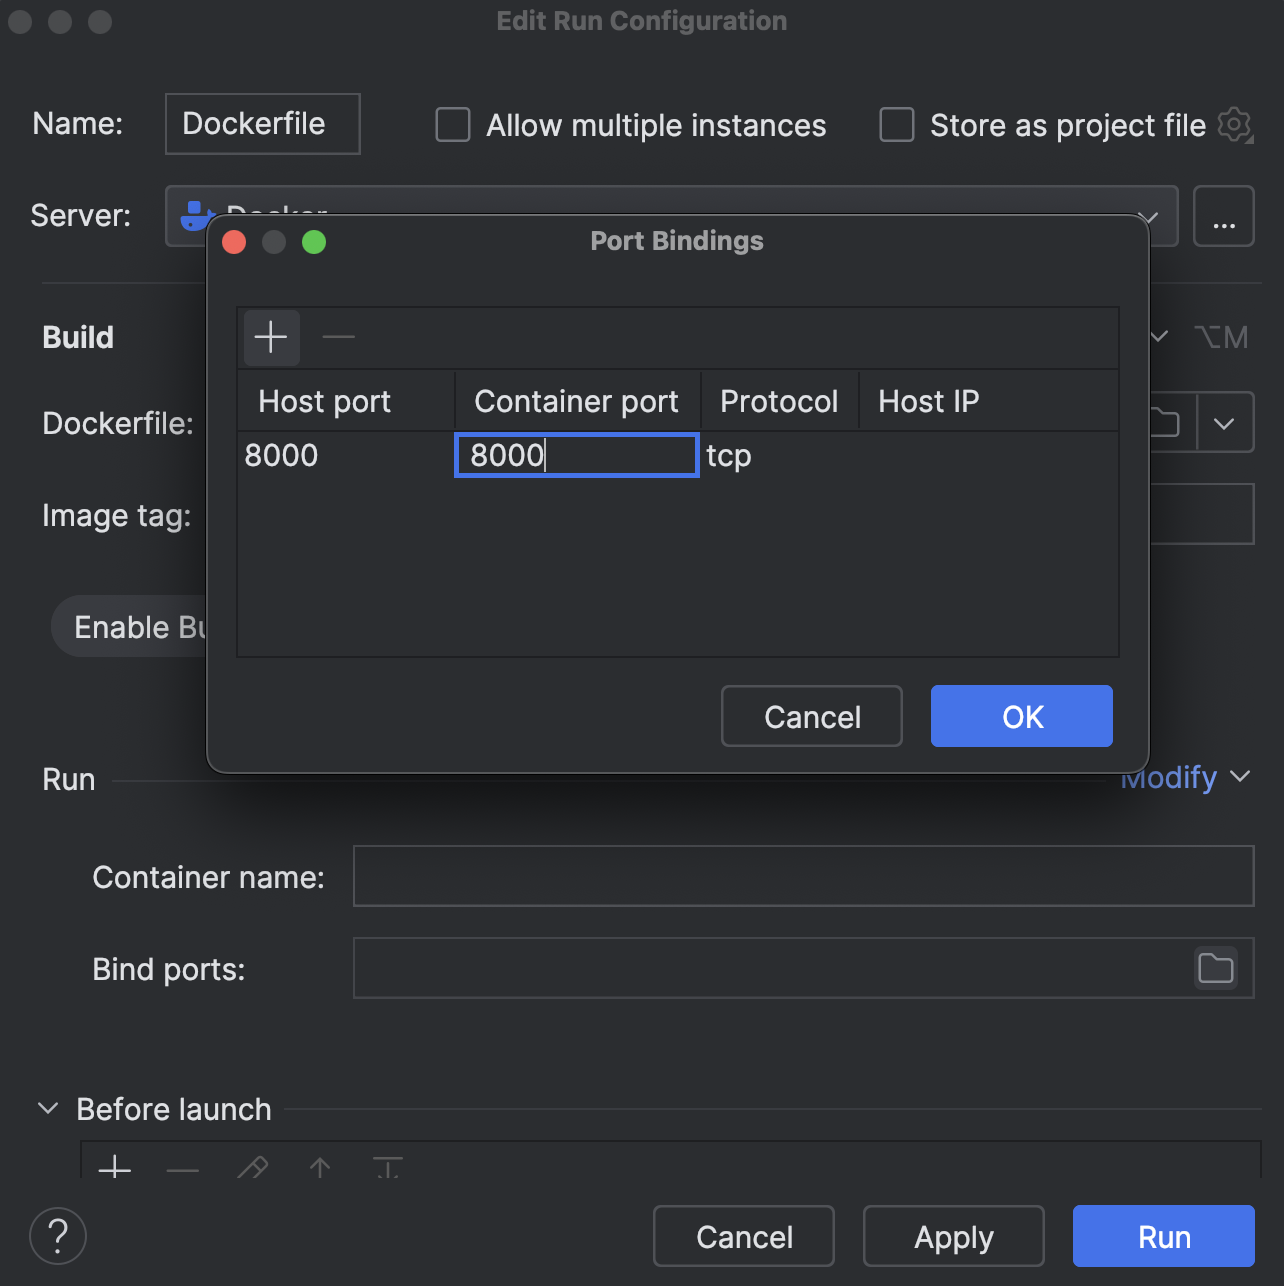 Edit Run Configuration
Name: Dockerfile Allow multiple instances Store as project file
Server: Docker ...
Port Bindings
Build ⌥M
Host port Container port Protocol Host IP
Dockerfile:
8000 8000 tcp
Image tag:
Enable Bu
Cancel OK
Run Modify
Container name:
Bind ports:
Before launch
? Cancel Apply Run